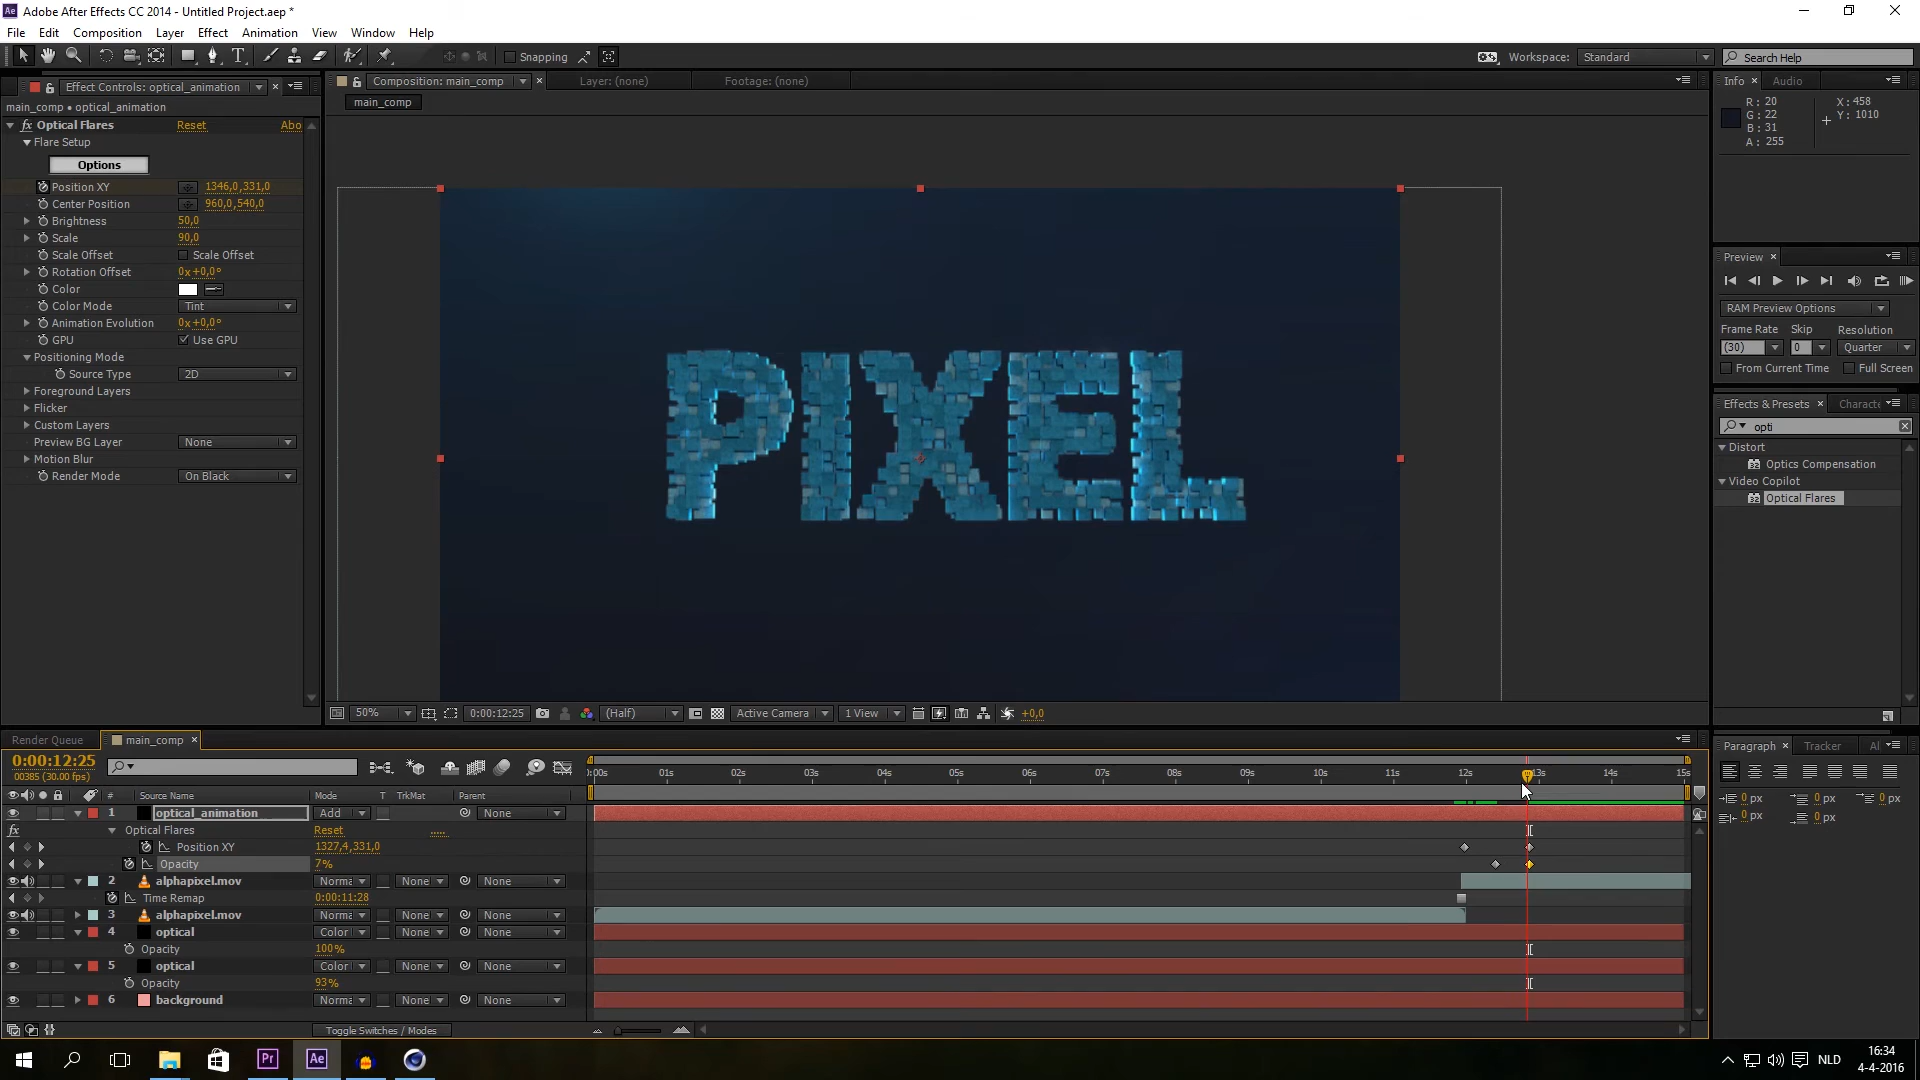 Adobe After Effects CC 2014 - Untitled Project.aep *
File Edit Composition Layer Effect Animation View Window Help
Snapping
Workspace: Standard
Search Help
Effect Controls: optical_animation
main_comp • optical_animation
fx Optical Flares Reset Abo
Flare Setup
Options
Position XY 1346,0,331,0
Center Position 960,0,540,0
Brightness 50,0
Scale 90,0
Scale Offset Scale Offset
Rotation Offset 0x+0,0°
Color
Color Mode Tint
Animation Evolution 0x+0,0°
GPU Use GPU
Positioning Mode
Source Type 2D
Foreground Layers
Flicker
Custom Layers
Preview BG Layer None
Motion Blur
Render Mode On Black
Composition: main_comp
Layer: (none)
Footage: (none)
main_comp
PIXEL
50% 0:00:12:25 (Half) Active Camera 1 View +0,0
Info Audio
R: 20 X: 458
G: 22 Y: 1010
B: 31
A: 255
Preview
RAM Preview Options
Frame Rate Skip Resolution
(30) 0 Quarter
From Current Time Full Screen
Effects & Presets Characte
opti
Distort
32 Optics Compensation
Video Copilot
32 Optical Flares
Paragraph Tracker Al
0 px 0 px 0 px
0 px 0 px
Render Queue main_comp
0:00:12:25
00385 (30.00 fps)
# Source Name Mode T TrkMat Parent
:00s 01s 02s 03s 04s 05s 06s 07s 08s 09s 10s 11s 12s 13s 14s 15s
1 optical_animation Add None
fx Optical Flares Reset .....
Position XY 1327,4,331,0
Opacity 7%
2 alphapixel.mov Norma None None
Time Remap 0:00:11:28
3 alphapixel.mov Norma None None
4 optical Color None None
Opacity 100%
5 optical Color None None
Opacity 93%
6 background Norma None None
Toggle Switches / Modes
Pr Ae NLD 16:34
4-4-2016